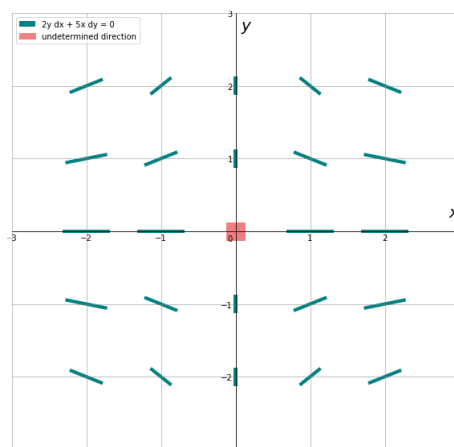 2y dx + 5x dy = 0
undetermined direction
y
x
3
2
1
0
−1
−2
−3
−2
−1
1
2